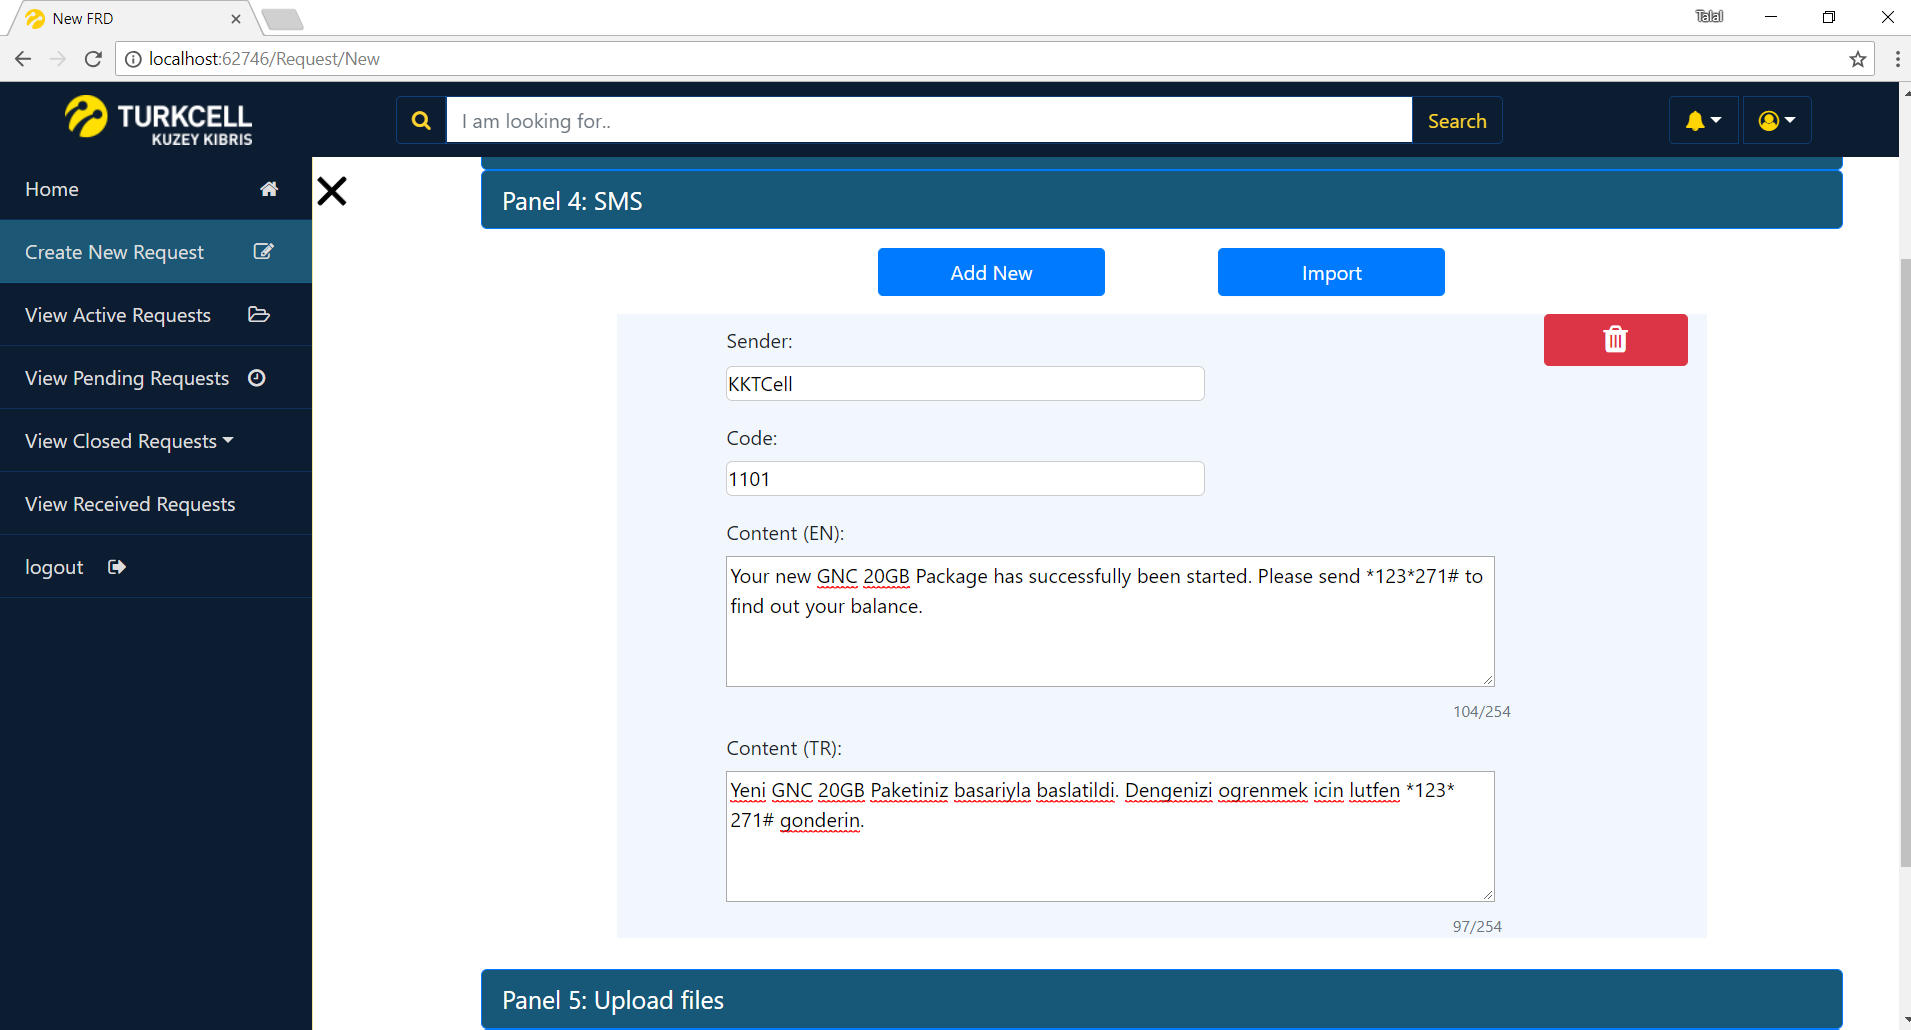 New FRD
Talal
localhost:62746/Request/New
TURKCELL
KUZEY KIBRIS
I am looking for..
Search
Home
Create New Request
View Active Requests
View Pending Requests
View Closed Requests
View Received Requests
logout
Panel 4: SMS
Add New
Import
Sender:
KKTCell
Code:
1101
Content (EN):
Your new GNC 20GB Package has successfully been started. Please send *123*271# to
find out your balance.
104/254
Content (TR):
Yeni GNC 20GB Paketiniz basariyla baslatildi. Dengenizi ogrenmek icin lutfen *123*
271# gonderin.
97/254
Panel 5: Upload files